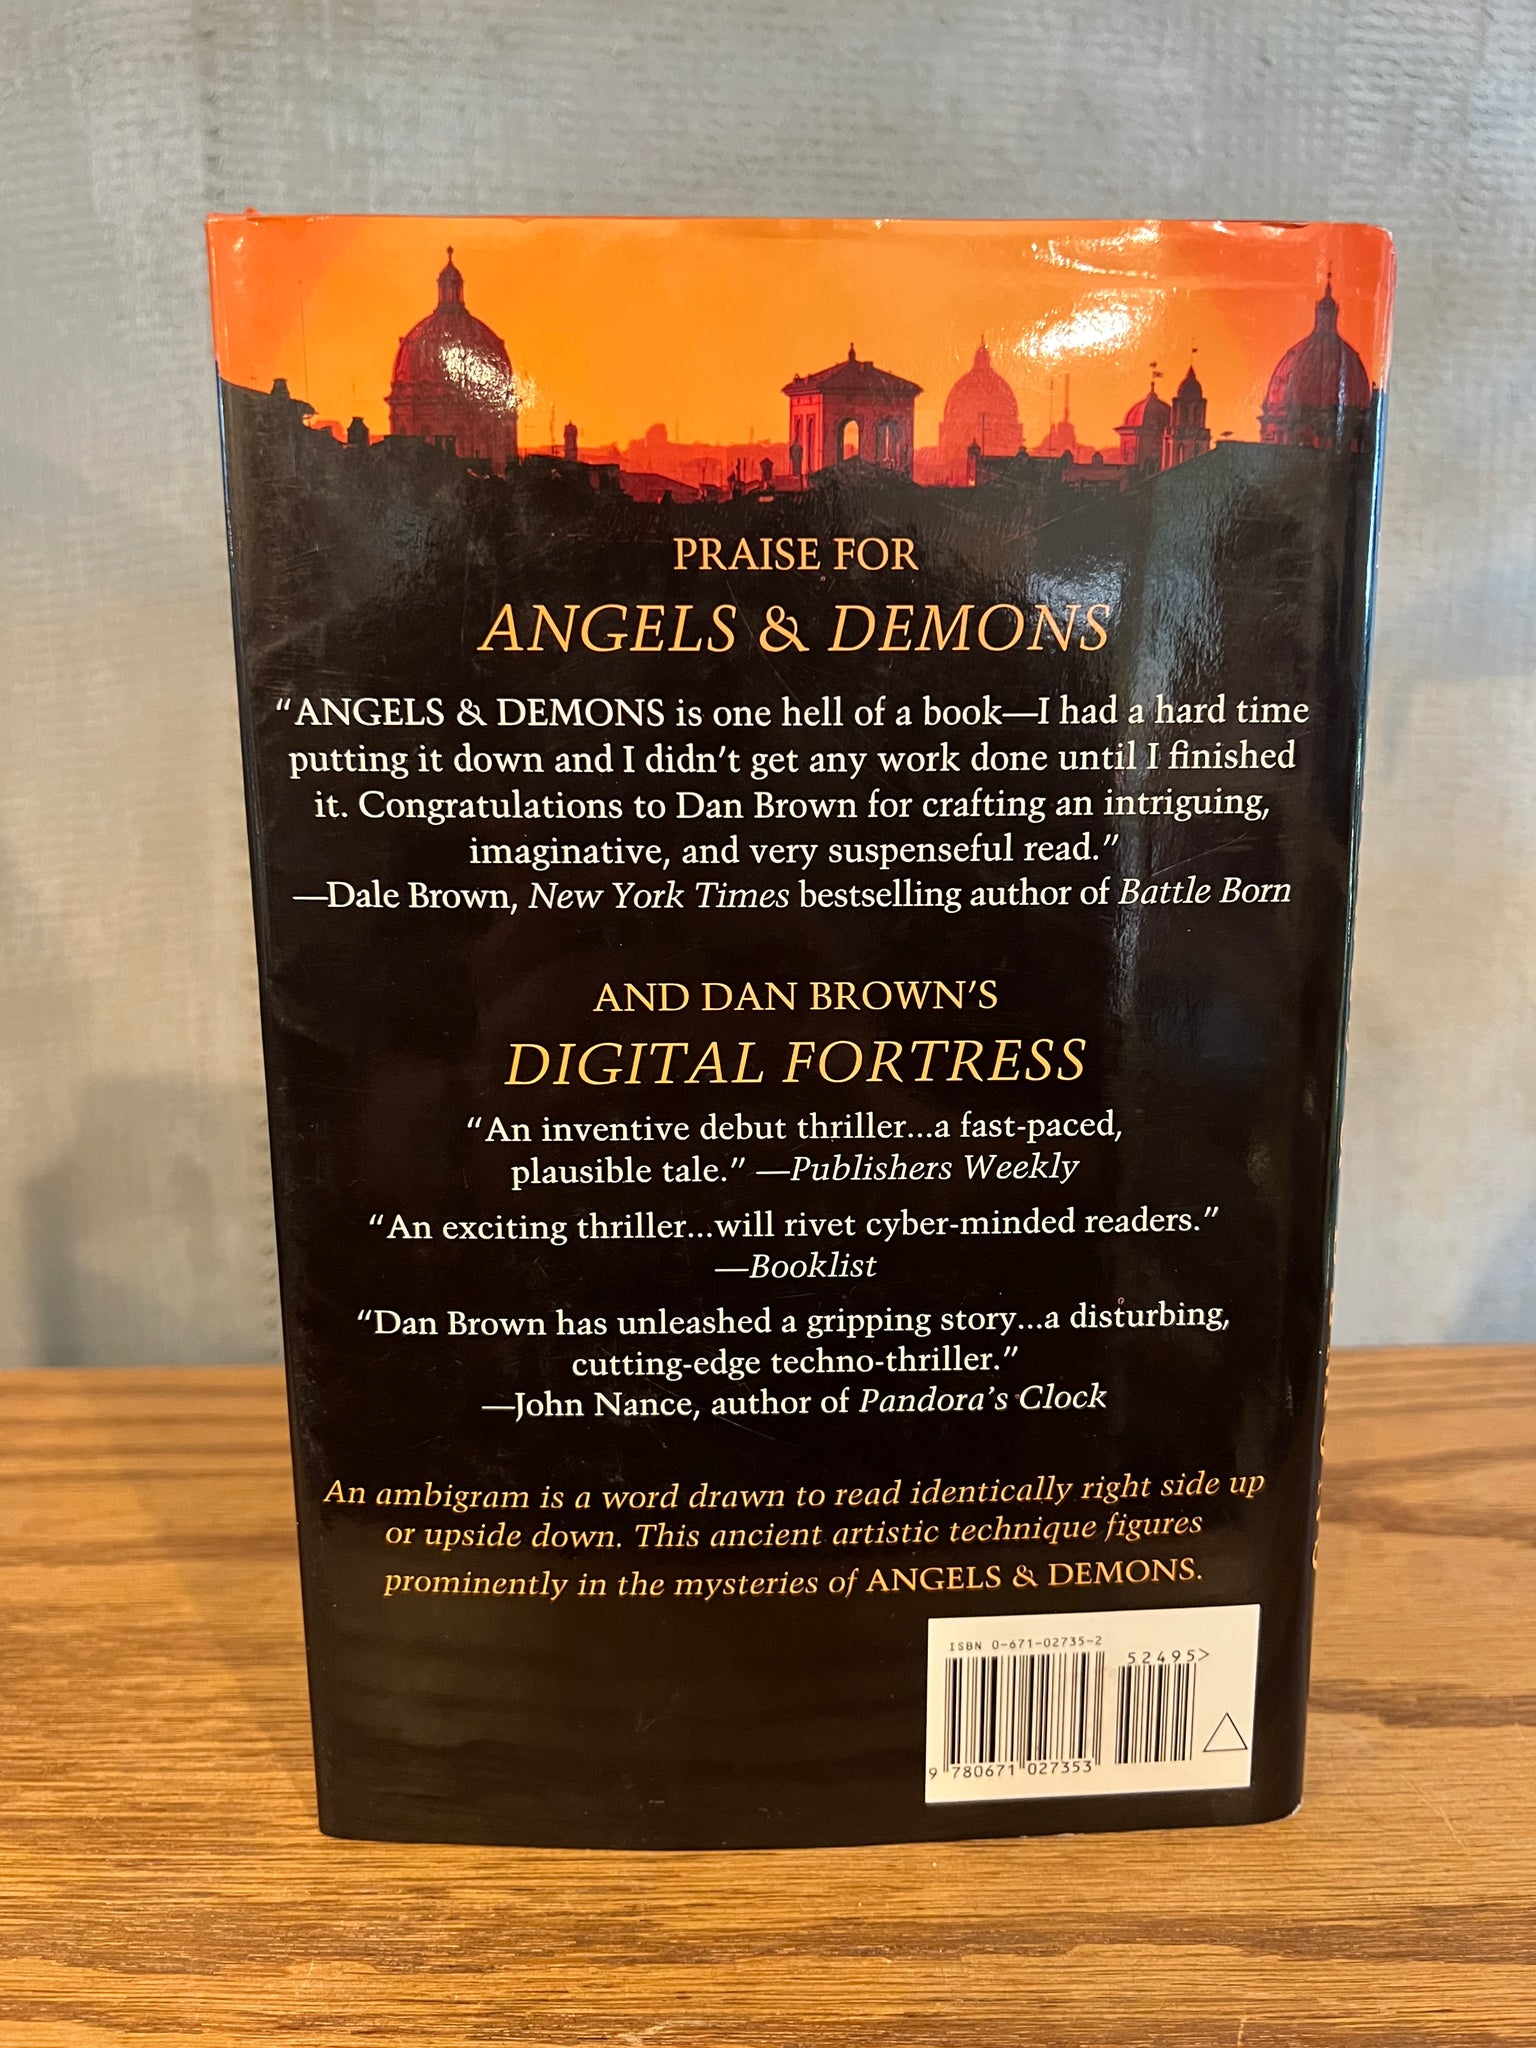 PRAISE FOR
ANGELS & DEMONS
“ANGELS & DEMONS is one hell of a book—I had a hard time
putting it down and I didn’t get any work done until I finished
it. Congratulations to Dan Brown for crafting an intriguing,
imaginative, and very suspenseful read.”
—Dale Brown, New York Times bestselling author of Battle Born
AND DAN BROWN’S
DIGITAL FORTRESS
“An inventive debut thriller...a fast-paced,
plausible tale.” —Publishers Weekly
“An exciting thriller...will rivet cyber-minded readers.”
—Booklist
“Dan Brown has unleashed a gripping story...a disturbing,
cutting-edge techno-thriller.”
—John Nance, author of Pandora’s Clock
An ambigram is a word drawn to read identically right side up
or upside down. This ancient artistic technique figures
prominently in the mysteries of ANGELS & DEMONS.
ISBN 0-671-02735-2
52495>
9 780671 027353